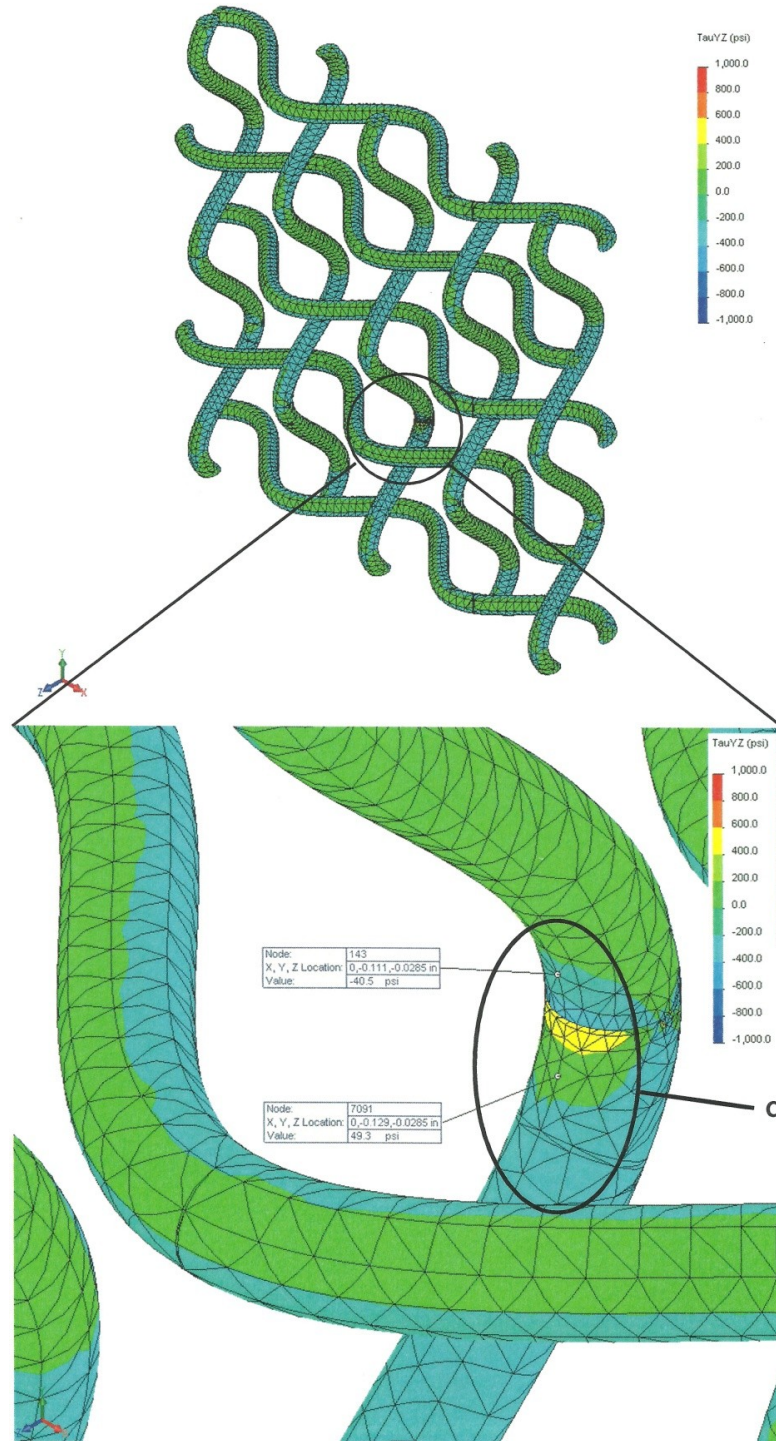 TauYZ (psi)
1,000.0
800.0
600.0
400.0
200.0
0.0
-200.0
-400.0
-600.0
-800.0
-1,000.0
Y
Z
X
TauYZ (psi)
1,000.0
800.0
600.0
400.0
200.0
0.0
-200.0
-400.0
-600.0
-800.0
-1,000.0
Node: 143
X, Y, Z Location: 0,-0.111,-0.0285 in
Value: -40.5 psi
Node: 7091
X, Y, Z Location: 0,-0.129,-0.0285 in
Value: 49.3 psi